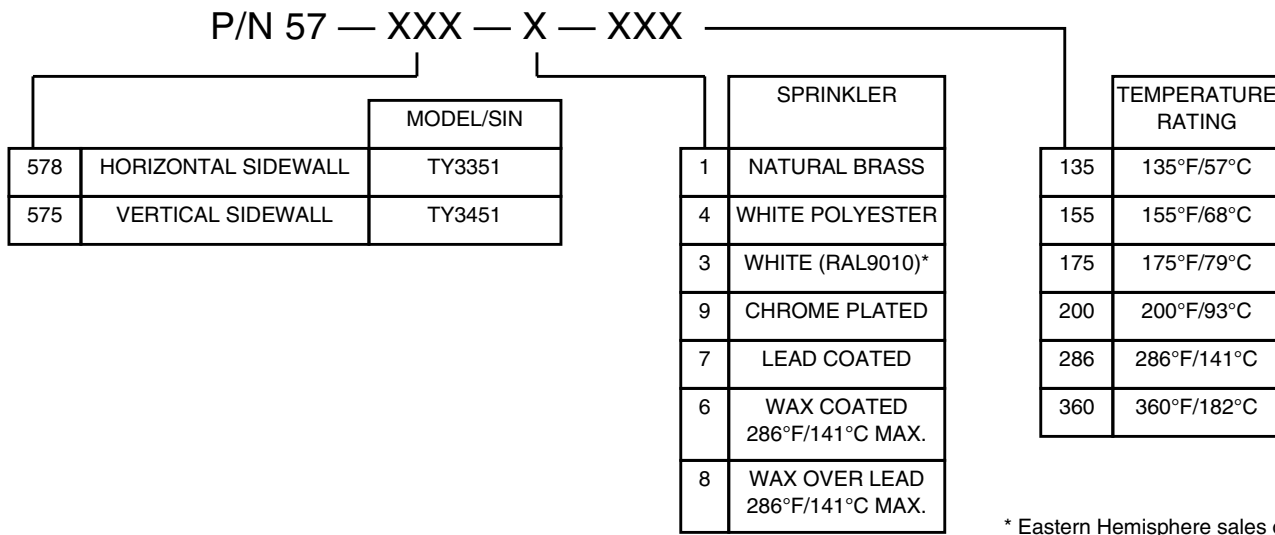 P/N 57 — XXX — X — XXX
MODEL/SIN
578 HORIZONTAL SIDEWALL TY3351
575 VERTICAL SIDEWALL TY3451
SPRINKLER
1 NATURAL BRASS
4 WHITE POLYESTER
3 WHITE (RAL9010)*
9 CHROME PLATED
7 LEAD COATED
6 WAX COATED
286°F/141°C MAX.
8 WAX OVER LEAD
286°F/141°C MAX.
TEMPERATURE
RATING
135 135°F/57°C
155 155°F/68°C
175 175°F/79°C
200 200°F/93°C
286 286°F/141°C
360 360°F/182°C
* Eastern Hemisphere sales